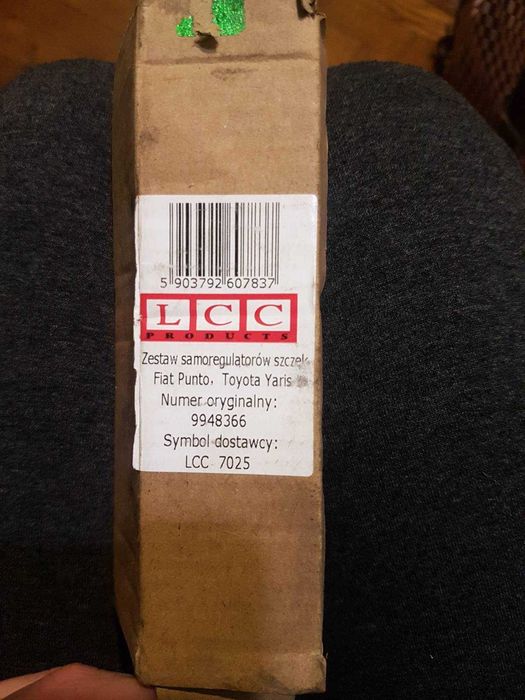 5 903792 607837
LCC
PRODUCTS
Zestaw samoregulatorów szczęk
Fiat Punto, Toyota Yaris
Numer oryginalny:
9948366
Symbol dostawcy:
LCC 7025